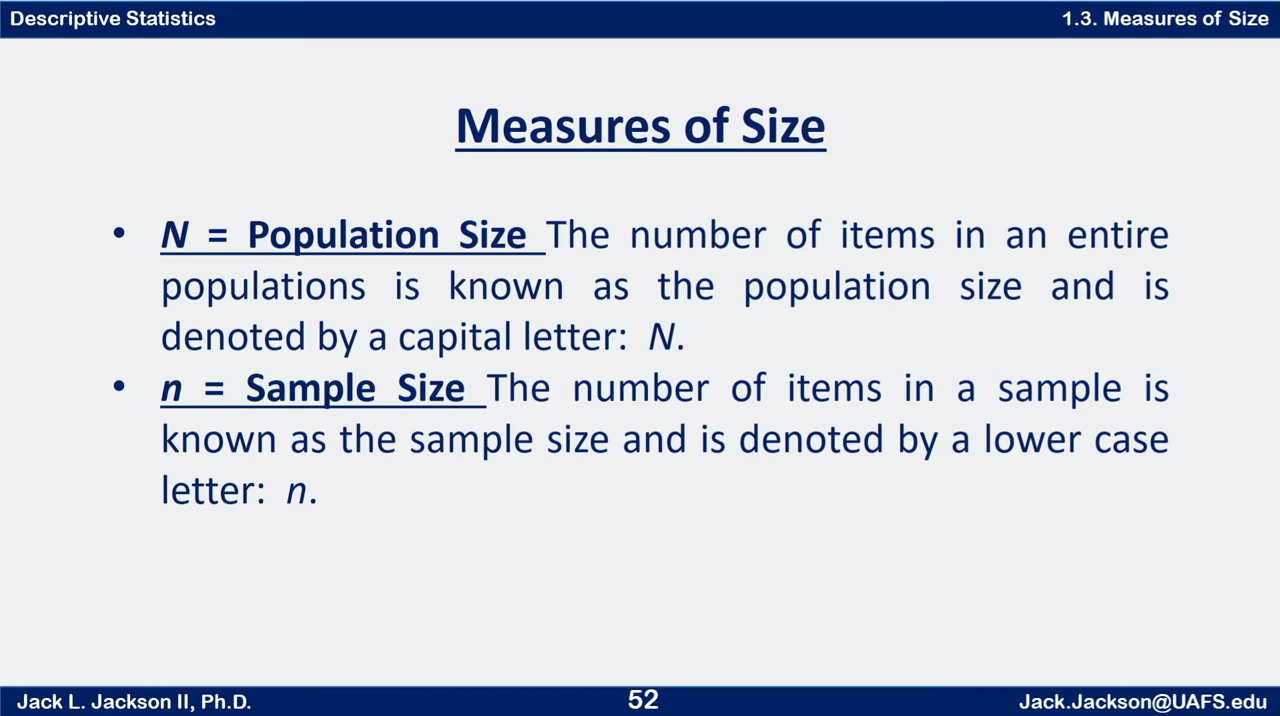 Descriptive Statistics
1.3. Measures of Size
Measures of Size
• N = Population Size The number of items in an entire
populations is known as the population size and is
denoted by a capital letter: N.
• n = Sample Size The number of items in a sample is
known as the sample size and is denoted by a lower case
letter: n.
Jack L. Jackson II, Ph.D.
52
Jack.Jackson@UAFS.edu